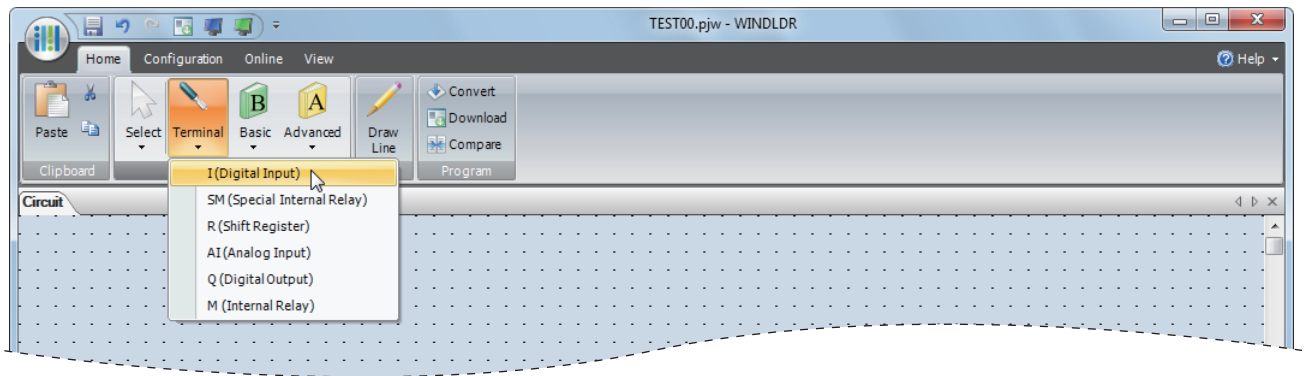 TEST00.pjw - WINDLDR
Home Configuration Online View Help
Paste Select Terminal Basic Advanced Draw Line Convert
Download
Compare
B A
Clipboard Program
I (Digital Input)
SM (Special Internal Relay)
R (Shift Register)
AI (Analog Input)
Q (Digital Output)
M (Internal Relay)
Circuit